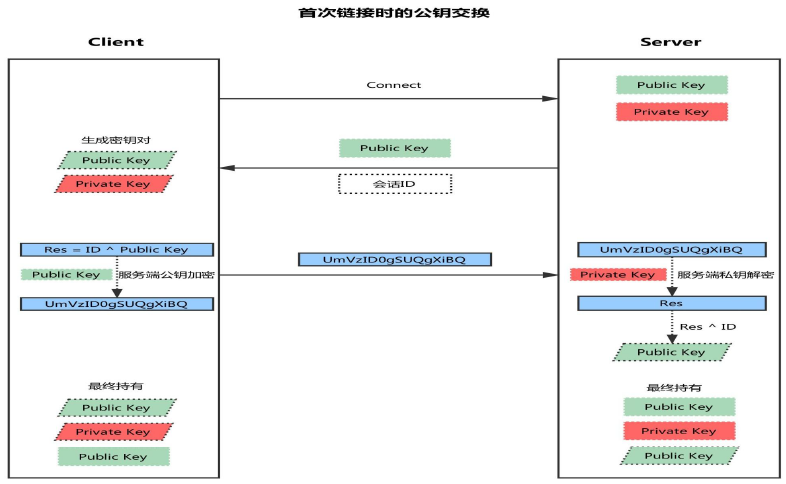 首次链接时的公钥交换
Client
Server
Connect
Public Key
Private Key
生成密钥对
Public Key
Private Key
Public Key
会话ID
Res = ID ^ Public Key
Public Key
服务端公钥加密
UmVzID0gSUQgXiBQ
UmVzID0gSUQgXiBQ
UmVzID0gSUQgXiBQ
Private Key
服务端私钥解密
Res
Res ^ ID
Public Key
最终持有
Public Key
Private Key
Public Key
最终持有
Public Key
Private Key
Public Key